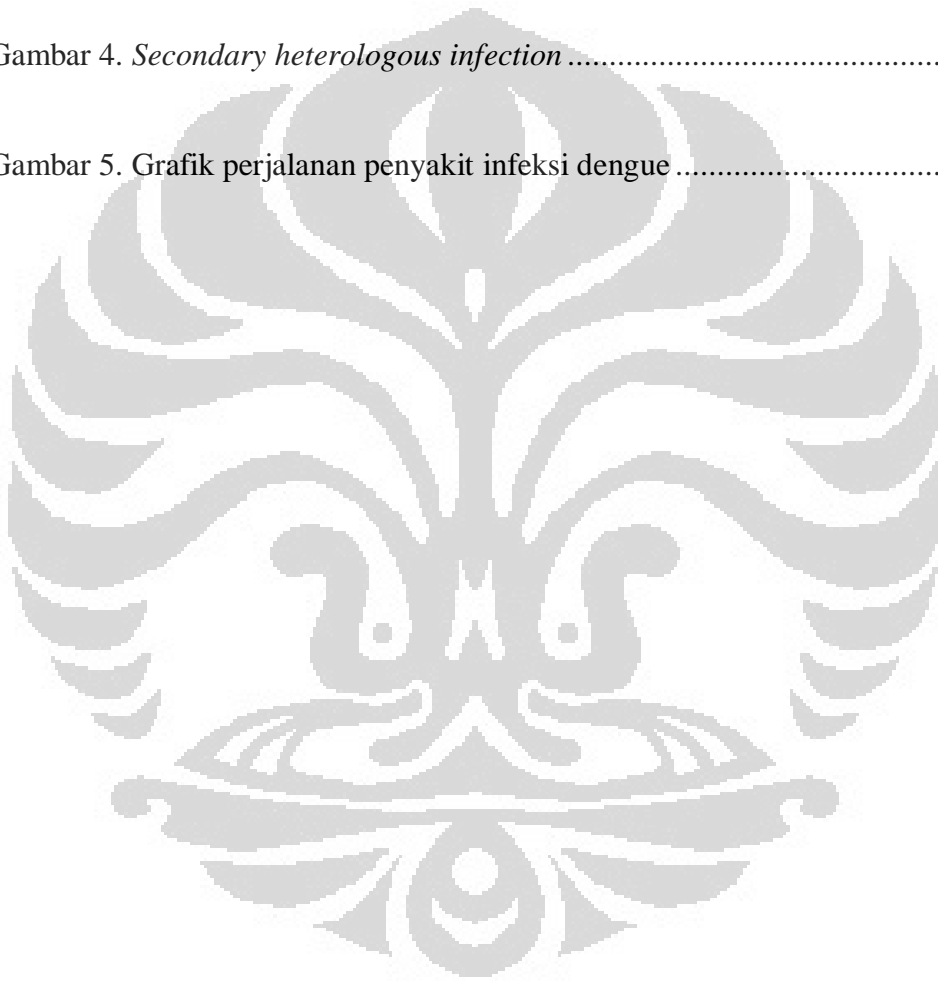 Gambar 4. Secondary heterologous infection ............................................
Gambar 5. Grafik perjalanan penyakit infeksi dengue ................................